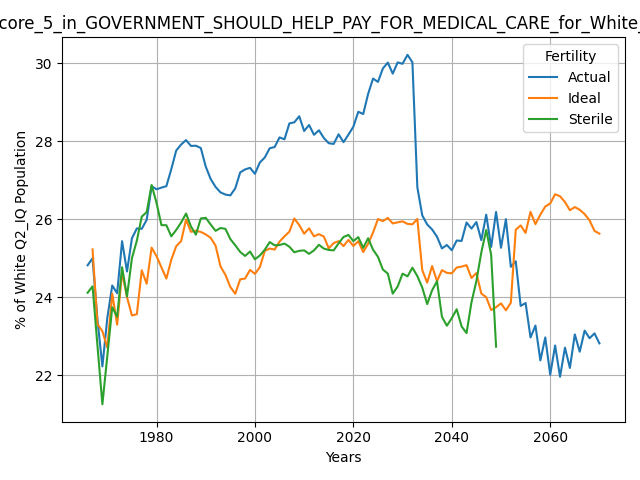 core_5_in_GOVERNMENT_SHOULD_HELP_PAY_FOR_MEDICAL_CARE_for_White_
Fertility
Actual
Ideal
Sterile
% of White Q2_IQ Population
30
28
26
24
22
1980
2000
2020
2040
2060
Years